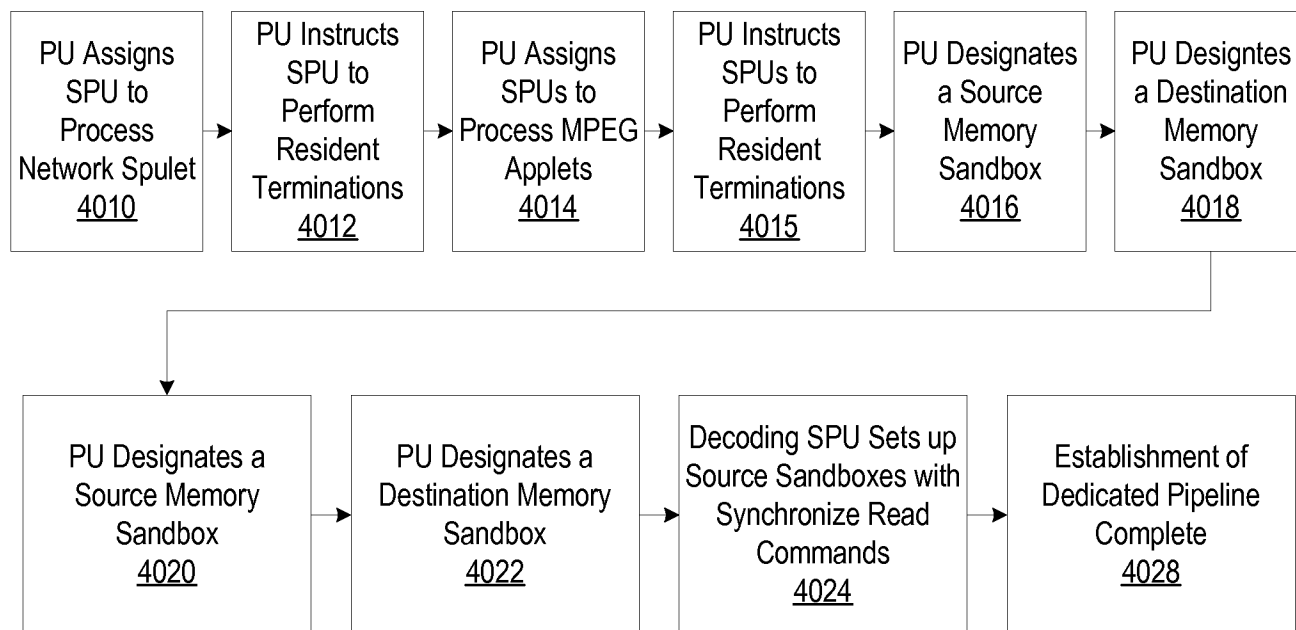 PU Assigns
SPU to
Process
Network Spulet
4010
PU Instructs
SPU to
Perform
Resident
Terminations
4012
PU Assigns
SPUs to
Process MPEG
Applets
4014
PU Instructs
SPUs to
Perform
Resident
Terminations
4015
PU Designates
a Source
Memory
Sandbox
4016
PU Designtes
a Destination
Memory
Sandbox
4018
PU Designates a
Source Memory
Sandbox
4020
PU Designates a
Destination Memory
Sandbox
4022
Decoding SPU Sets up
Source Sandboxes with
Synchronize Read
Commands
4024
Establishment of
Dedicated Pipeline
Complete
4028